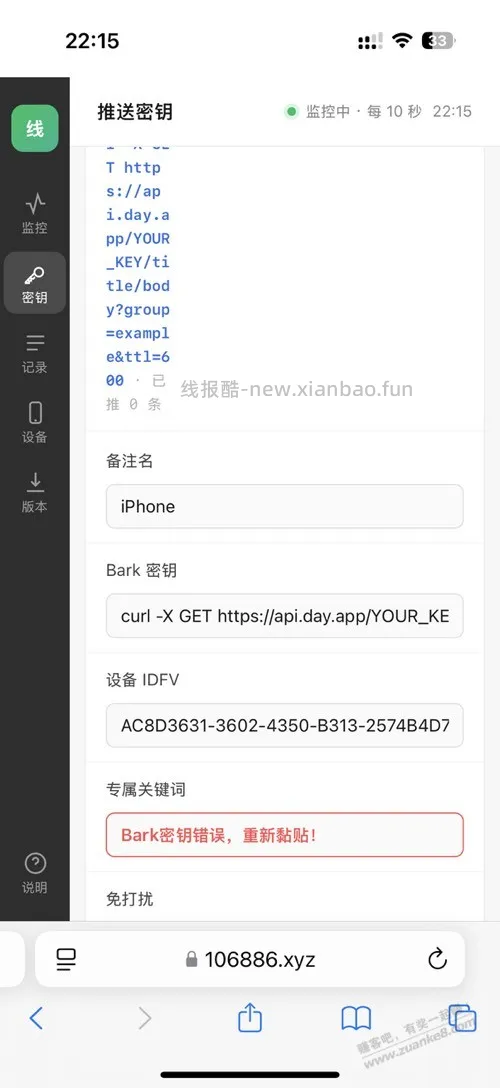 22:15
33
线
推送密钥
监控中 · 每 10 秒 22:15
监控
密钥
记录
设备
版本
说明
T http
s://ap
i.day.a
pp/YOUR
_KEY/ti
tle/bod
y?group
=exampl
e&ttl=6
00 · 已
推 0 条
线报酷-new.xianbao.fun
备注名
iPhone
Bark 密钥
curl -X GET https://api.day.app/YOUR_KE
设备 IDFV
AC8D3631-3602-4350-B313-2574B4D7
专属关键词
Bark密钥错误，重新黏贴！
免打扰
106886.xyz
赚客吧，有奖一起赚
www.zuanke8.com